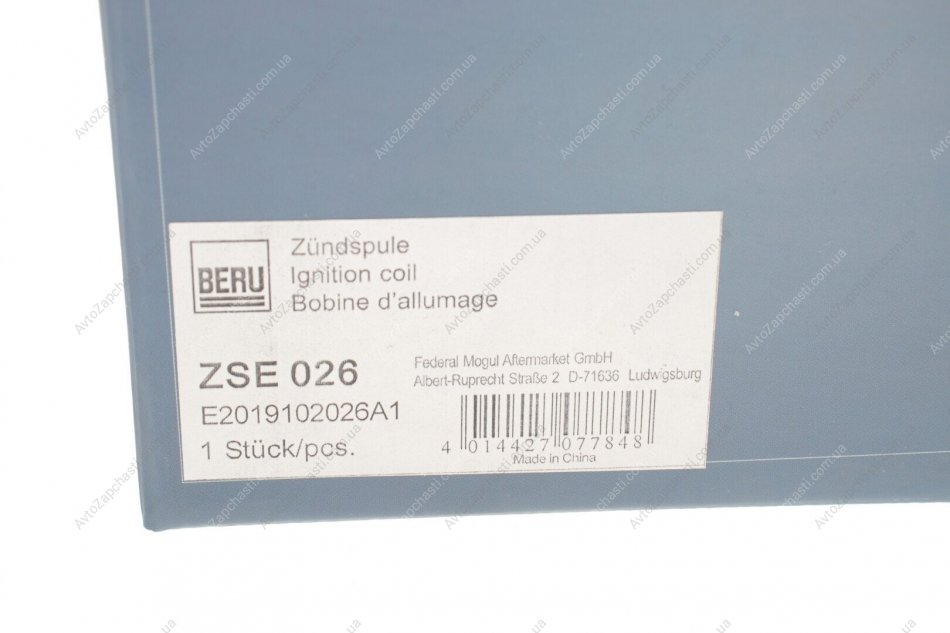 BERU
Zündspule
Ignition coil
Bobine d'allumage
ZSE 026
E2019102026A1
1 Stück/pcs.
Federal Mogul Aftermarket GmbH
Albert-Ruprecht Straße 2 D-71636 Ludwigsburg
4 014427 077848
Made in China
AvtoZapchasti.com.ua